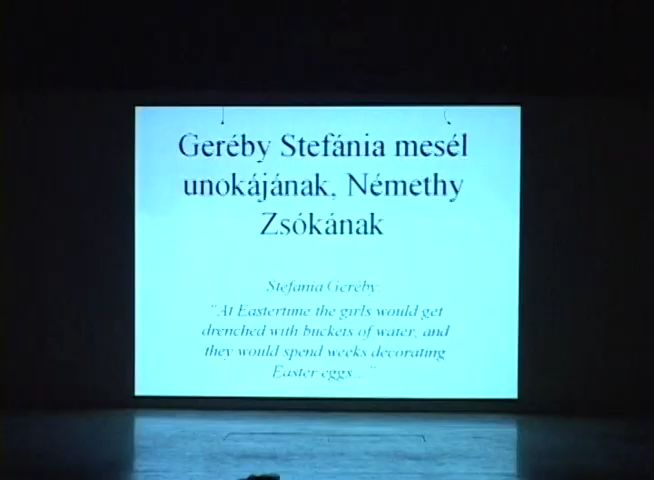 Geréby Stefánia mesél
unokájának, Némethy
Zsókának
Stefania Geréby:
"At Eastertime the girls would get
drenched with buckets of water, and
they would spend weeks decorating
Easter eggs..."